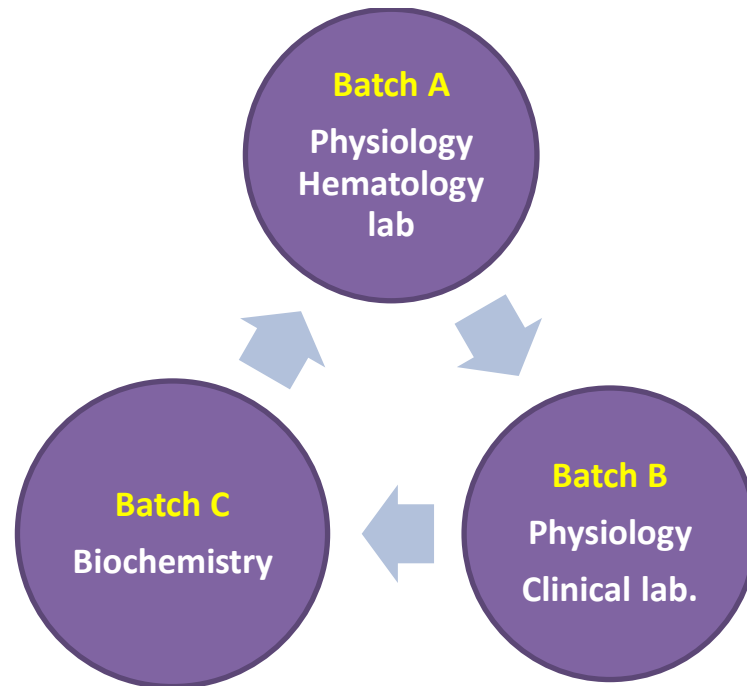 Batch A
Physiology
Hematology
lab
Batch B
Physiology
Clinical lab.
Batch C
Biochemistry